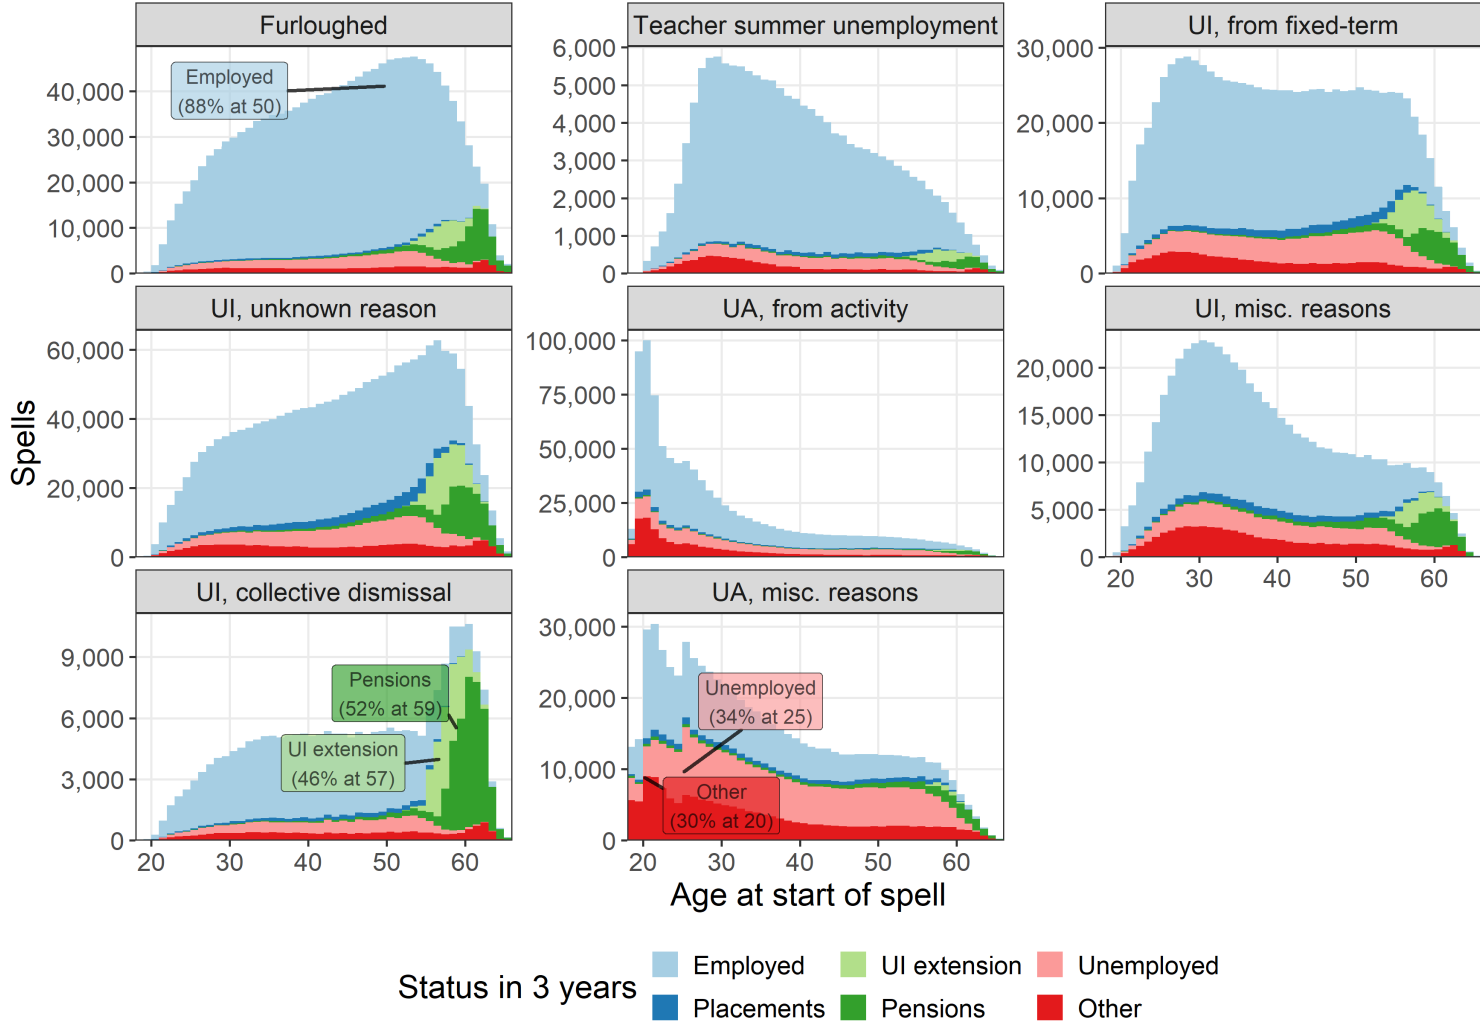 Furloughed
Teacher summer unemployment
UI, from fixed-term
40,000
30,000
20,000
10,000
0
Employed
(88% at 50)
6,000
5,000
4,000
3,000
2,000
1,000
0
30,000
20,000
10,000
0
UI, unknown reason
UA, from activity
UI, misc. reasons
60,000
40,000
20,000
0
100,000
75,000
50,000
25,000
0
20,000
15,000
10,000
5,000
0
20 30 40 50 60
UI, collective dismissal
UA, misc. reasons
9,000
6,000
3,000
0
Pensions
(52% at 59)
UI extension
(46% at 57)
20 30 40 50 60
30,000
20,000
10,000
0
Unemployed
(34% at 25)
Other
(30% at 20)
20 30 40 50 60
Spells
Age at start of spell
Status in 3 years
Employed
UI extension
Unemployed
Placements
Pensions
Other